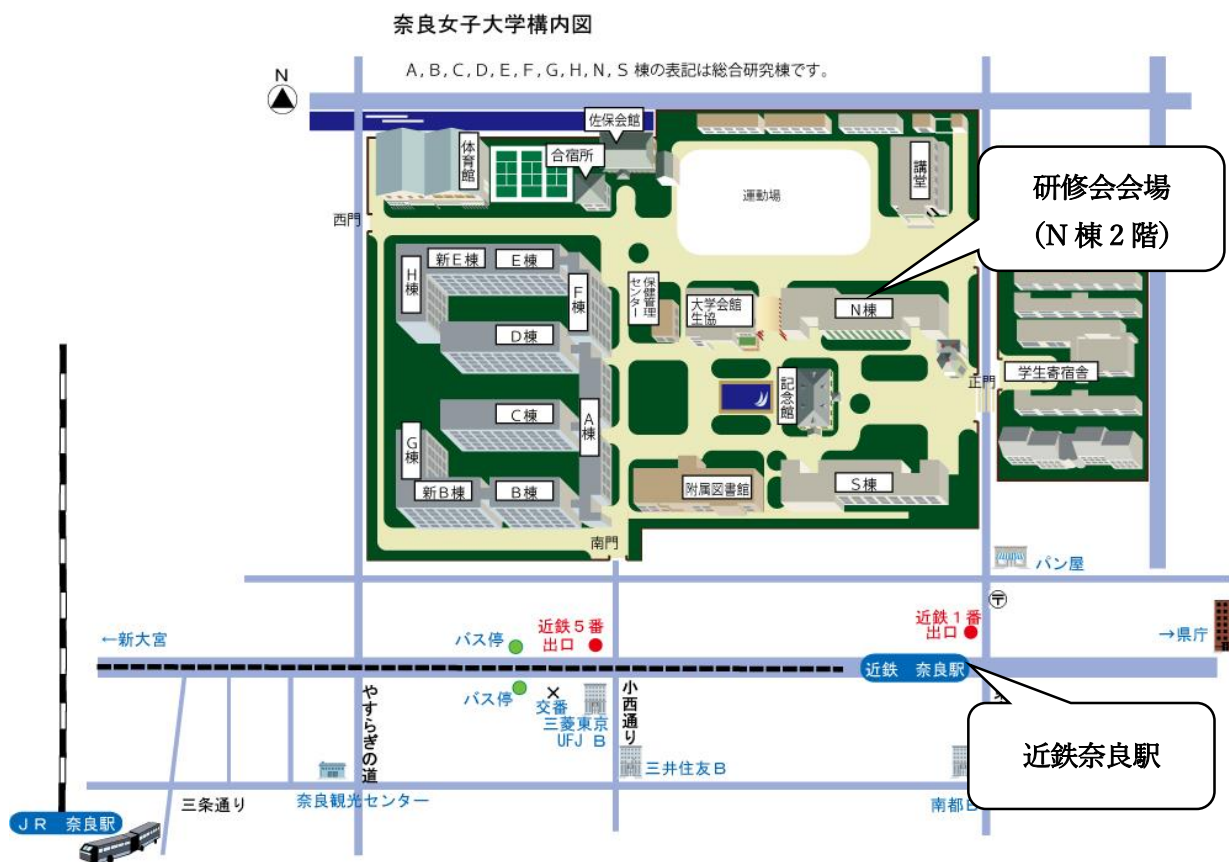 奈良女子大学構内図
A, B, C, D, E, F, G, H, N, S 棟の表記は総合研究棟です。
N
佐保会館
体育館
合宿所
講堂
運動場
研修会会場
(N 棟 2 階)
西門
H棟
新E棟
E棟
F棟
保健管理
センター
大学会館
生協
N棟
D棟
記念館
正門
学生寄宿舎
C棟
A棟
G棟
新B棟
B棟
附属図書館
S棟
南門
パン屋
〒
←新大宮
バス停
近鉄5番
出口
近鉄1番
出口
→県庁
近鉄 奈良駅
やすらぎの道
バス停
×
交番
三菱東京
UFJ B
小西通り
近鉄奈良駅
三井住友B
南都B
三条通り
奈良観光センター
JR 奈良駅